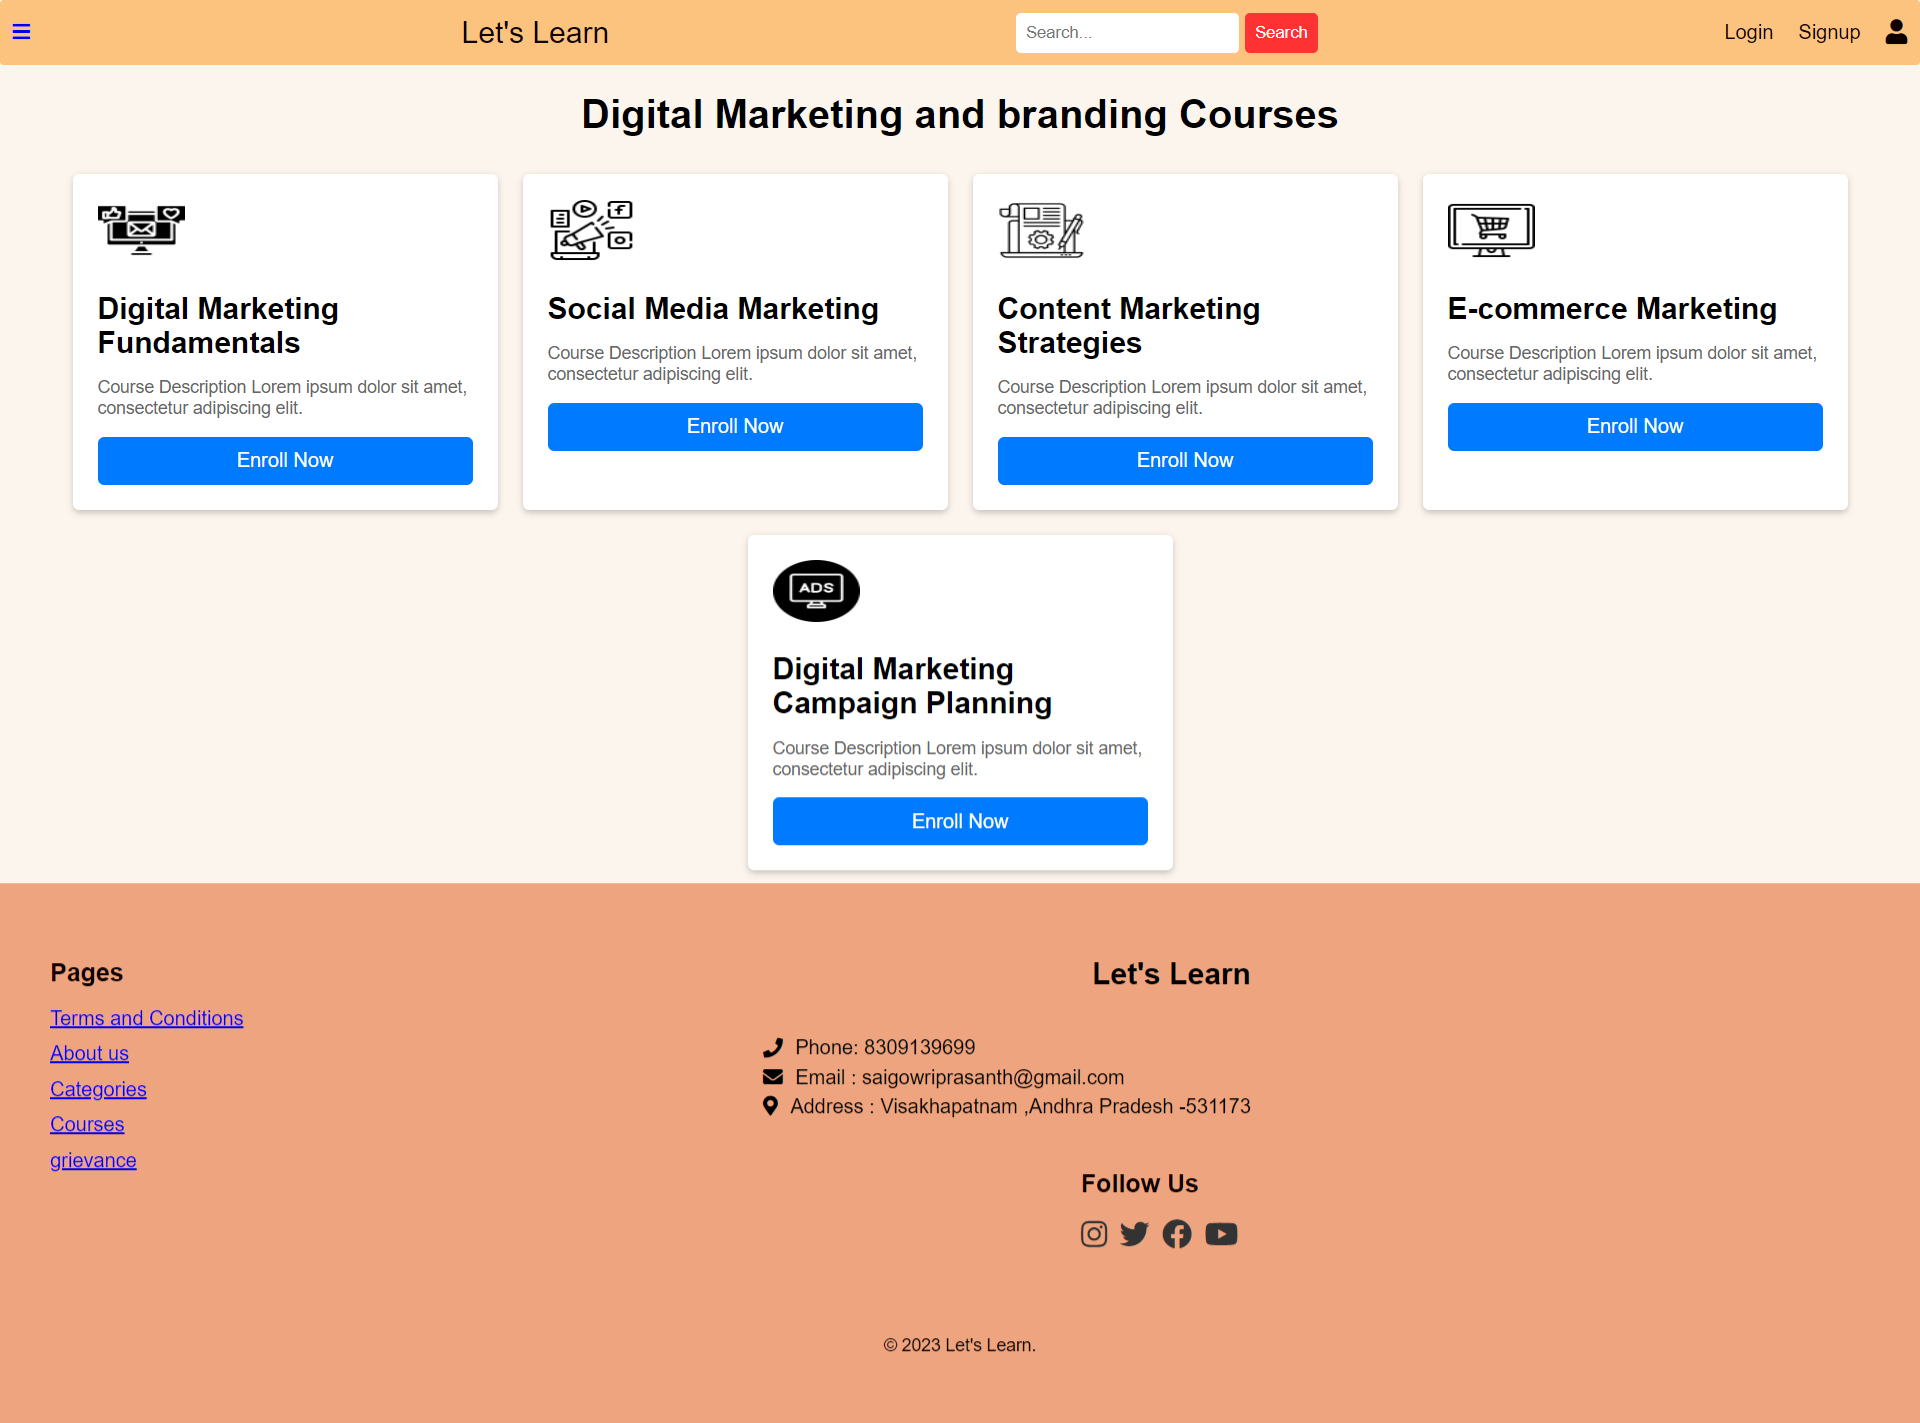 Let's Learn
Search...
Search
Login
Signup
Digital Marketing and branding Courses
Digital Marketing
Fundamentals
Course Description Lorem ipsum dolor sit amet,
consectetur adipiscing elit.
Enroll Now
Social Media Marketing
Course Description Lorem ipsum dolor sit amet,
consectetur adipiscing elit.
Enroll Now
Content Marketing
Strategies
Course Description Lorem ipsum dolor sit amet,
consectetur adipiscing elit.
Enroll Now
E-commerce Marketing
Course Description Lorem ipsum dolor sit amet,
consectetur adipiscing elit.
Enroll Now
ADS
Digital Marketing
Campaign Planning
Course Description Lorem ipsum dolor sit amet,
consectetur adipiscing elit.
Enroll Now
Pages
Terms and Conditions
About us
Categories
Courses
grievance
Let's Learn
Phone: 8309139699
Email : saigowriprasanth@gmail.com
Address : Visakhapatnam ,Andhra Pradesh -531173
Follow Us
© 2023 Let's Learn.